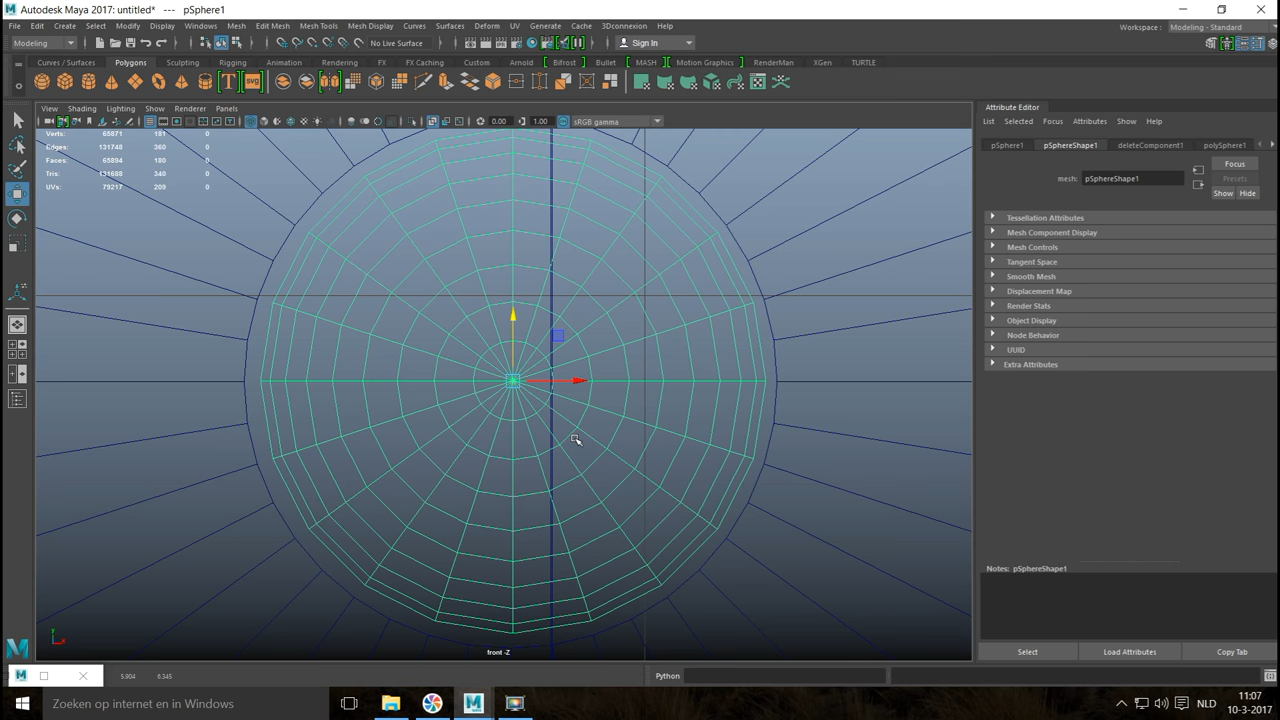 Autodesk Maya 2017: untitled* --- pSphere1
File Edit Create Select Modify Display Windows Mesh Edit Mesh Mesh Tools Mesh Display Curves Surfaces Deform UV Generate Cache 3Dconnexion Help
Workspace : Modeling - Standard
Modeling
No Live Surface
Sign In
Curves / Surfaces Polygons Sculpting Rigging Animation Rendering FX FX Caching Custom Arnold Bifrost Bullet MASH Motion Graphics RenderMan XGen TURTLE
T SVG
View Shading Lighting Show Renderer Panels
0.00 1.00 sRGB gamma
Verts: 65871 181 0
Edges: 131748 360 0
Faces: 65894 180 0
Tris: 131688 340 0
UVs: 79217 209 0
front -Z
y
x
Attribute Editor
List Selected Focus Attributes Show Help
pSphere1 pSphereShape1 deleteComponent1 polySphere1
Focus
mesh: pSphereShape1
Presets
Show Hide
Tessellation Attributes
Mesh Component Display
Mesh Controls
Tangent Space
Smooth Mesh
Displacement Map
Render Stats
Object Display
Node Behavior
UUID
Extra Attributes
Notes: pSphereShape1
Select Load Attributes Copy Tab
5.904 6.345
Python
Zoeken op internet en in Windows
NLD
11:07
10-3-2017